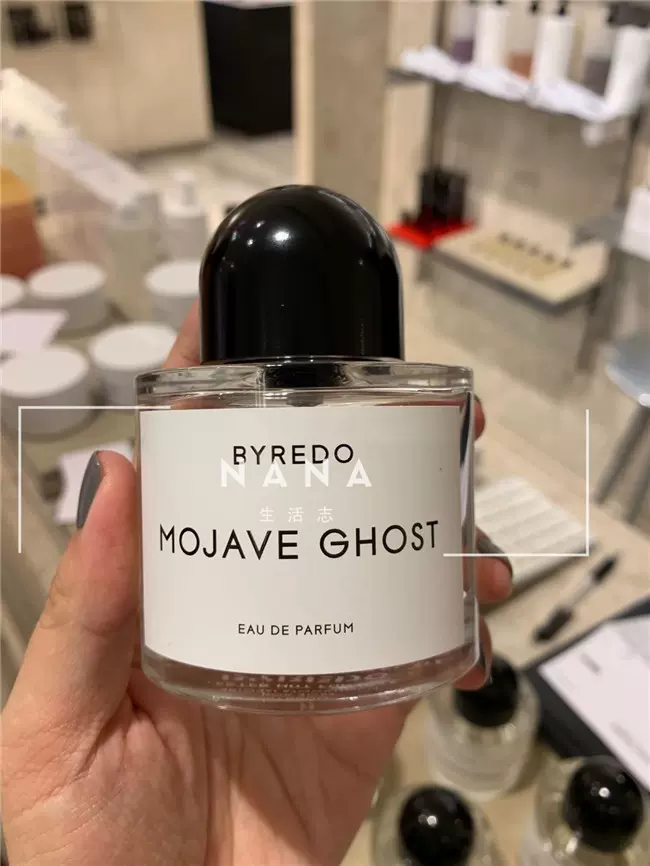 BYREDO
NANA
生活志
MOJAVE GHOST
EAU DE PARFUM